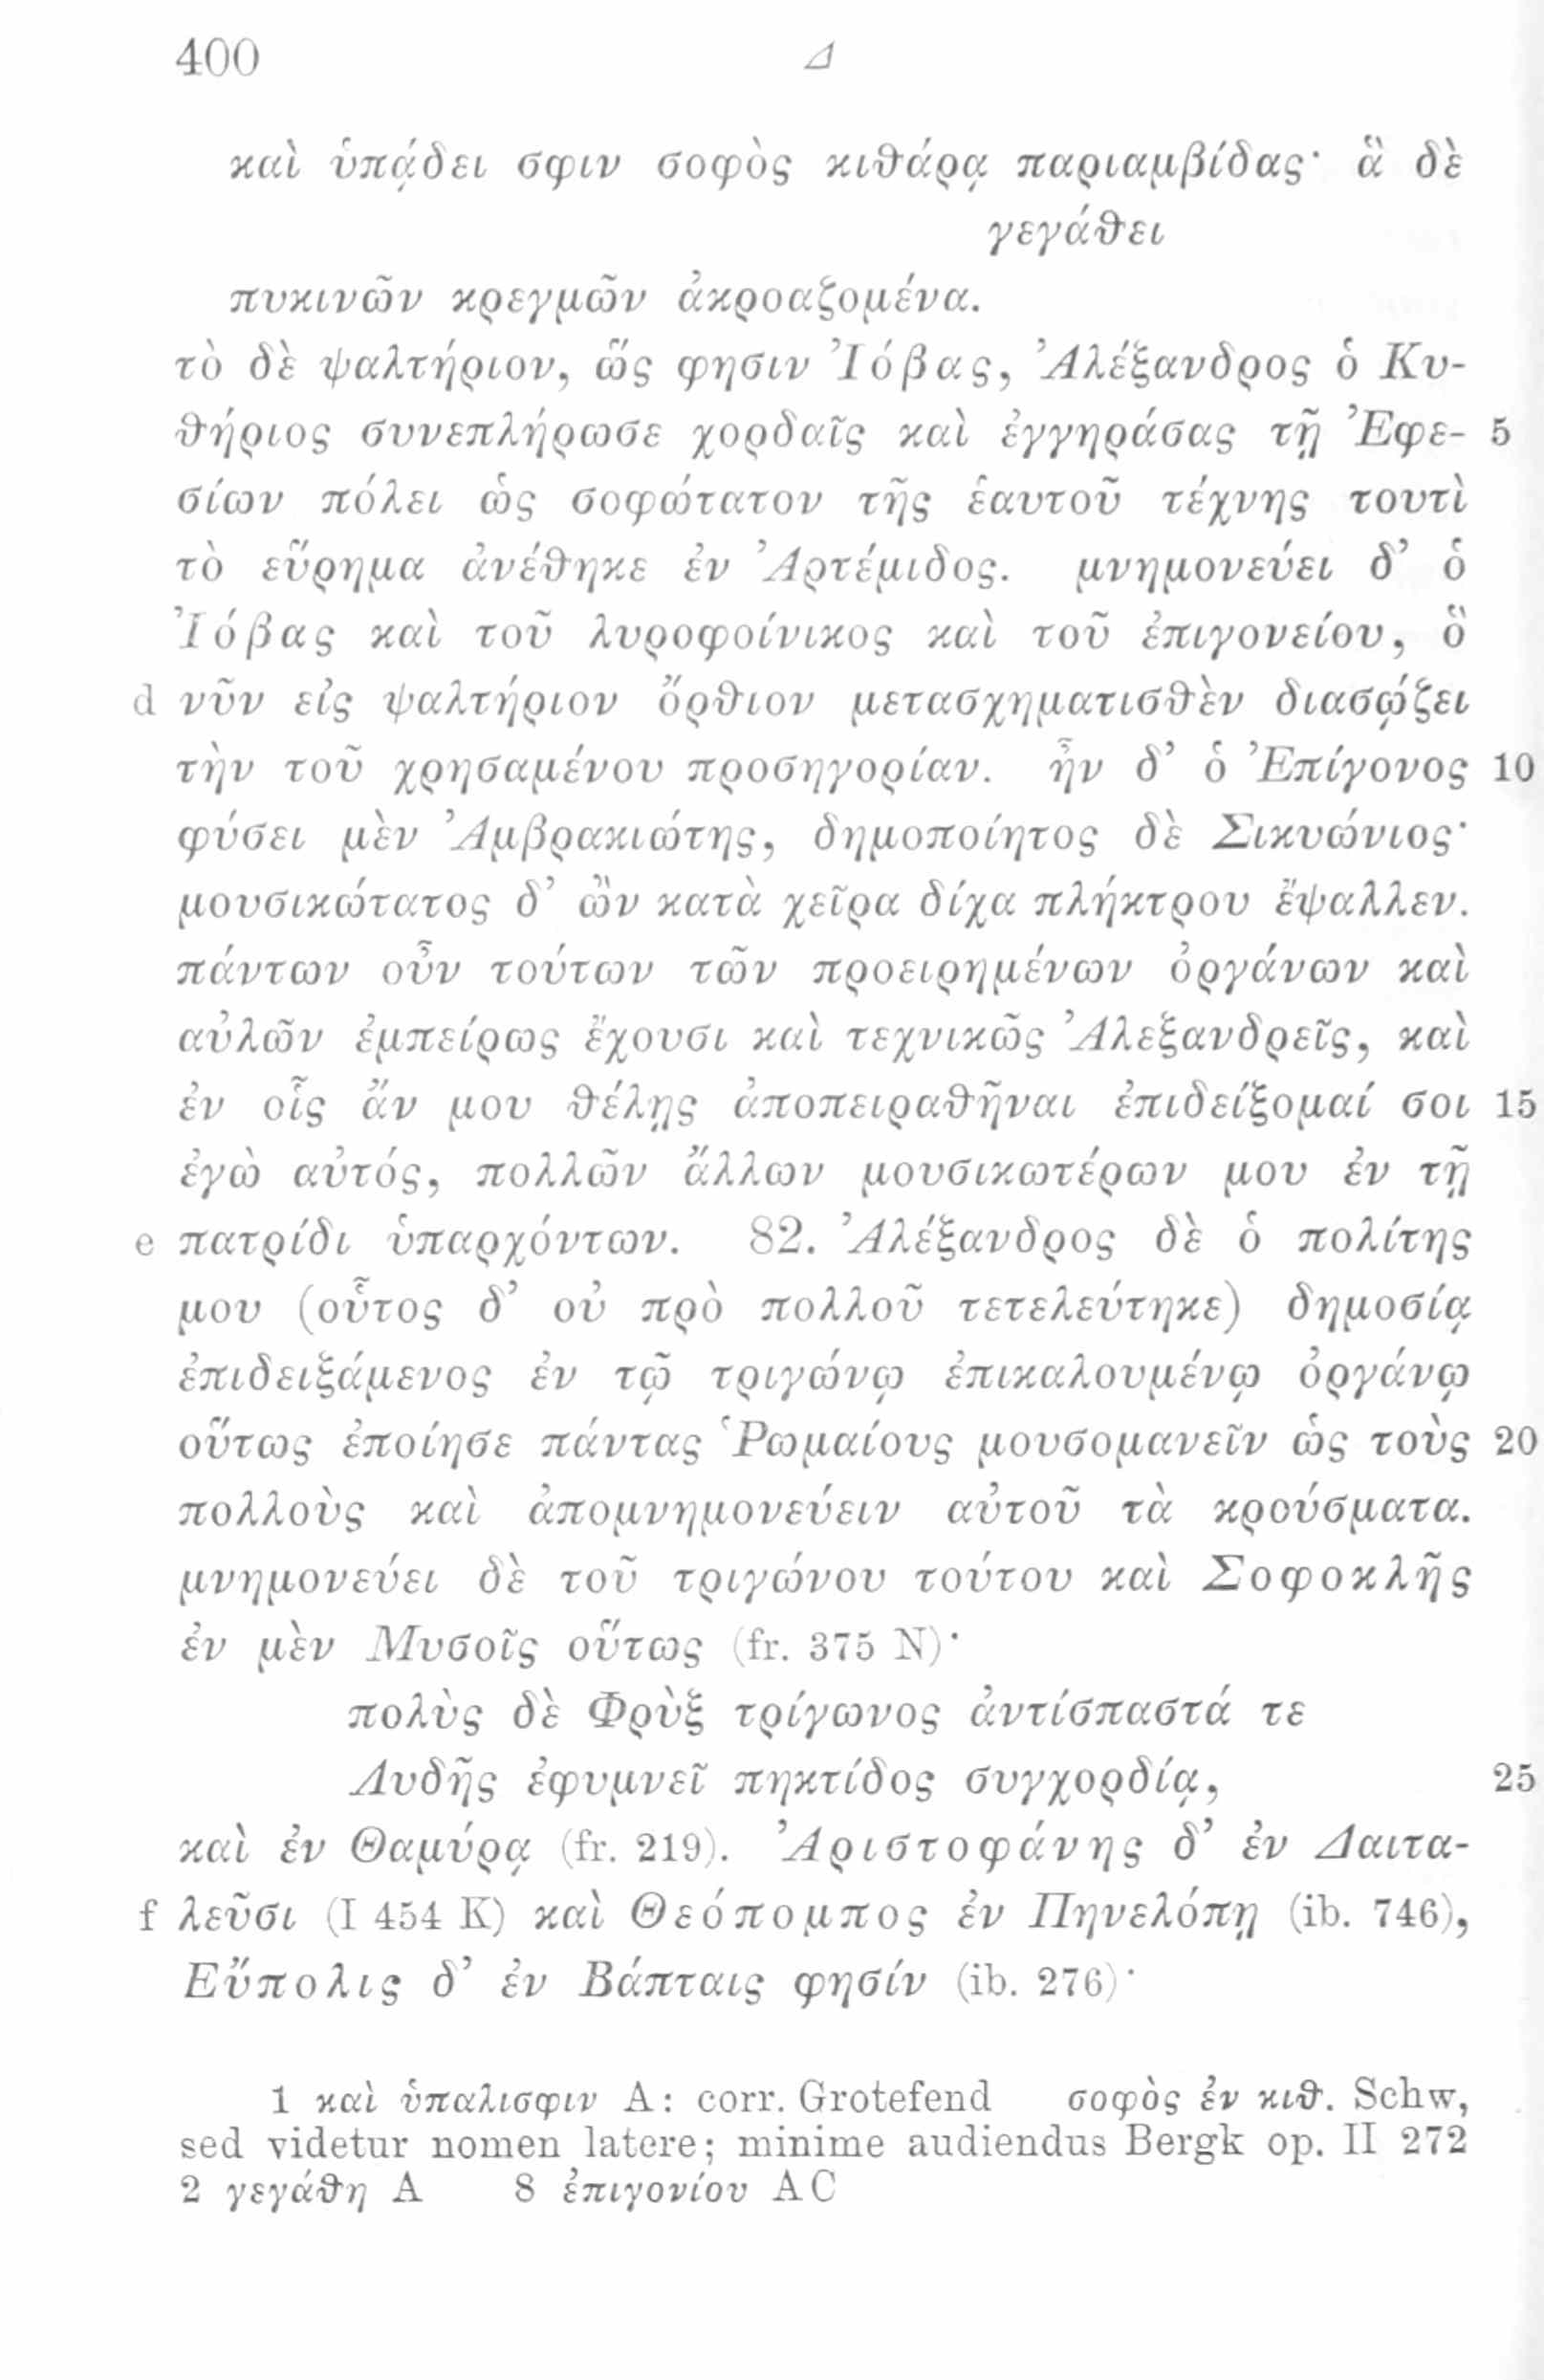 400 Δ
καὶ ὑπᾴδει σφιν σοφὸς κιθάρᾳ παριαμβίδας· ἃ δὲ
γεγάθει
πυκινῶν κρεγμῶν ἀκροαζομένα.
τὸ δὲ ψαλτήριον, ὥς φησιν Ἰόβας, Ἀλέξανδρος ὁ Κυ-
θήριος συνεπλήρωσε χορδαῖς καὶ ἐγγηράσας τῇ Ἐφε- 5
σίων πόλει ὡς σοφώτατον τῆς ἑαυτοῦ τέχνης τουτὶ
τὸ εὕρημα ἀνέθηκε ἐν Ἀρτέμιδος. μνημονεύει δ’ ὁ
Ἰόβας καὶ τοῦ λυροφοίνικος καὶ τοῦ ἐπιγονείου, ὃ
d νῦν εἰς ψαλτήριον ὄρθιον μετασχηματισθὲν διασῴζει
τὴν τοῦ χρησαμένου προσηγορίαν. ἦν δ’ ὁ Ἐπίγονος 10
φύσει μὲν Ἀμβρακιώτης, δημοποίητος δὲ Σικυώνιος·
μουσικώτατος δ’ ὢν κατὰ χεῖρα δίχα πλήκτρου ἔψαλλεν.
πάντων οὖν τούτων τῶν προειρημένων ὀργάνων καὶ
αὐλῶν ἐμπείρως ἔχουσι καὶ τεχνικῶς Ἀλεξανδρεῖς, καὶ
ἐν οἷς ἄν μου θέλῃς ἀποπειραθῆναι ἐπιδείξομαί σοι 15
ἐγὼ αὐτός, πολλῶν ἄλλων μουσικωτέρων μου ἐν τῇ
e πατρίδι ὑπαρχόντων. 82. Ἀλέξανδρος δὲ ὁ πολίτης
μου (οὗτος δ’ οὐ πρὸ πολλοῦ τετελεύτηκε) δημοσίᾳ
ἐπιδειξάμενος ἐν τῷ τριγώνῳ ἐπικαλουμένῳ ὀργάνῳ
οὕτως ἐποίησε πάντας Ῥωμαίους μουσομανεῖν ὡς τοὺς 20
πολλοὺς καὶ ἀπομνημονεύειν αὐτοῦ τὰ κρούσματα.
μνημονεύει δὲ τοῦ τριγώνου τούτου καὶ Σοφοκλῆς
ἐν μὲν Μυσοῖς οὕτως (fr. 375 N)·
πολὺς δὲ Φρὺξ τρίγωνος ἀντίσπαστά τε
Λυδῆς ἐφυμνεῖ πηκτίδος συγχορδίᾳ, 25
καὶ ἐν Θαμύρᾳ (fr. 219). Ἀριστοφάνης δ’ ἐν Δαιτα-
f λεῦσι (I 454 K) καὶ Θεόπομπος ἐν Πηνελόπῃ (ib. 746),
Εὔπολις δ’ ἐν Βάπταις φησίν (ib. 276)·
1 καὶ ὑπαλισφιν A: corr. Grotefend σοφὸς ἐν κιθ. Schw,
sed videtur nomen latere; minime audiendus Bergk op. II 272
2 γεγάθη A 8 ἐπιγονίου AC